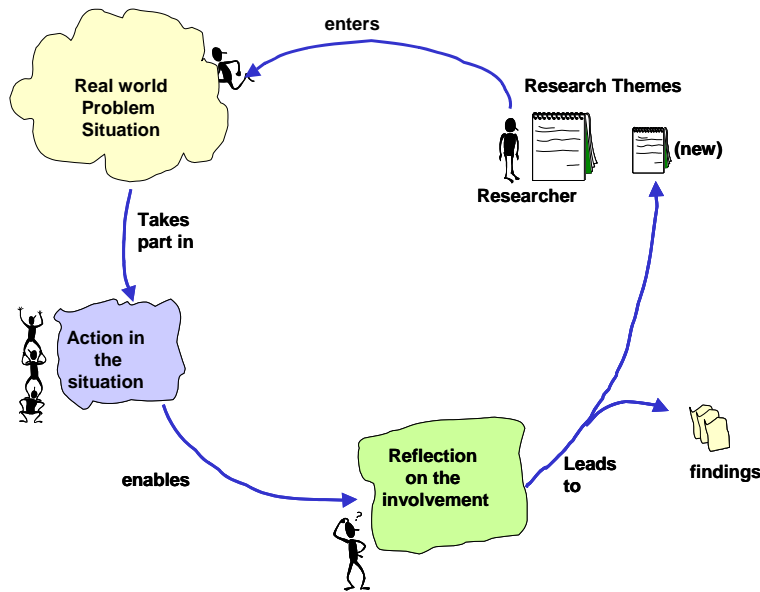 enters
Real world
Problem
Situation
Research Themes
(new)
Researcher
Takes
part in
Action in
the
situation
enables
Reflection
on the
involvement
?
Leads
to
findings